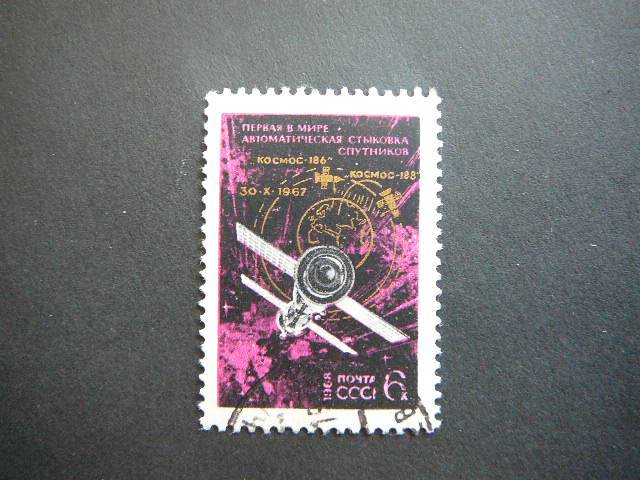 ПЕРВАЯ В МИРЕ
АВТОМАТИЧЕСКАЯ СТЫКОВКА
СПУТНИКОВ
КОСМОС-186"
КОСМОС-188"
30·X·1967
1968
ПОЧТА
СССР
6к